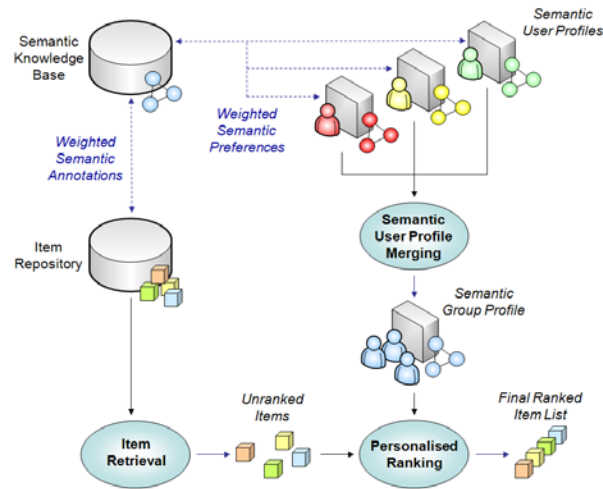 Semantic
User Profiles
Semantic
Knowledge
Base
Weighted
Semantic
Preferences
Weighted
Semantic
Annotations
Semantic
User Profile
Merging
Item
Repository
Semantic
Group Profile
Unranked
Items
Final Ranked
Item List
Item
Retrieval
Personalised
Ranking